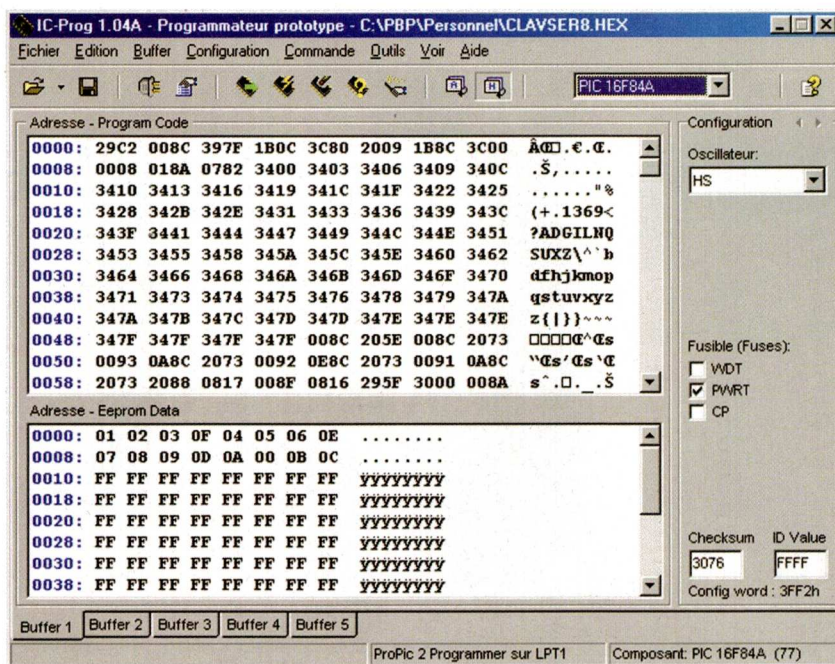 IC-Prog 1.04A - Programmateur prototype - C:\PBP\Personnel\CLAVSER8.HEX
Fichier Edition Buffer Configuration Commande Outils Voir Aide
PIC 16F84A
Adresse - Program Code
0000: 29C2 008C 397F 1B0C 3C80 2009 1B8C 3C00 ÂŒ□.€.Œ.
0008: 0008 018A 0782 3400 3403 3406 3409 340C .Š‚.....
0010: 3410 3413 3416 3419 341C 341F 3422 3425 ......"%
0018: 3428 342B 342E 3431 3433 3436 3439 343C (+.1369<
0020: 343F 3441 3444 3447 3449 344C 344E 3451 ?ADGILNQ
0028: 3453 3455 3458 345A 345C 345E 3460 3462 SUXZ\^`b
0030: 3464 3466 3468 346A 346B 346D 346F 3470 dfhjkmop
0038: 3471 3473 3474 3475 3476 3478 3479 347A qstuvxyz
0040: 347A 347B 347C 347D 347D 347E 347E 347E z{|}}~~~
0048: 347F 347F 347F 347F 008C 205E 008C 2073 □□□□Œ^Œs
0050: 0093 0A8C 2073 0092 0E8C 2073 0091 0A8C “Œs’Œs‘Œ
0058: 2073 2088 0817 008F 0816 295F 3000 008A sˆ.□._.Š
Adresse - Eeprom Data
0000: 01 02 03 0F 04 05 06 0E ........
0008: 07 08 09 0D 0A 00 0B 0C ........
0010: FF FF FF FF FF FF FF FF ÿÿÿÿÿÿÿÿ
0018: FF FF FF FF FF FF FF FF ÿÿÿÿÿÿÿÿ
0020: FF FF FF FF FF FF FF FF ÿÿÿÿÿÿÿÿ
0028: FF FF FF FF FF FF FF FF ÿÿÿÿÿÿÿÿ
0030: FF FF FF FF FF FF FF FF ÿÿÿÿÿÿÿÿ
0038: FF FF FF FF FF FF FF FF ÿÿÿÿÿÿÿÿ
Configuration
Oscillateur:
HS
Fusible (Fuses):
WDT
PWRT
CP
Checksum ID Value
3076 FFFF
Config word : 3FF2h
Buffer 1 Buffer 2 Buffer 3 Buffer 4 Buffer 5
ProPic 2 Programmer sur LPT1 Composant: PIC 16F84A (77)